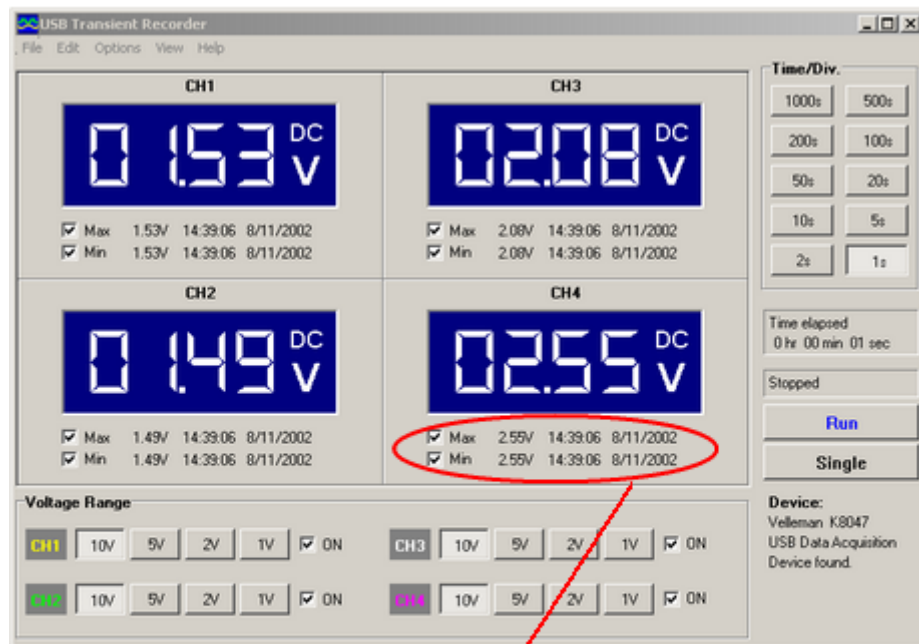 USB Transient Recorder
File Edit Options View Help
CH1
01.53 DC V
Max 1.53V 14:39:06 8/11/2002
Min 1.53V 14:39:06 8/11/2002
CH3
02.08 DC V
Max 2.08V 14:39:06 8/11/2002
Min 2.08V 14:39:06 8/11/2002
CH2
01.49 DC V
Max 1.49V 14:39:06 8/11/2002
Min 1.49V 14:39:06 8/11/2002
CH4
02.55 DC V
Max 2.55V 14:39:06 8/11/2002
Min 2.55V 14:39:06 8/11/2002
Voltage Range
CH1 10V 5V 2V 1V ON
CH3 10V 5V 2V 1V ON
CH2 10V 5V 2V 1V ON
CH4 10V 5V 2V 1V ON
Time/Div.
1000s 500s
200s 100s
50s 20s
10s 5s
2s 1s
Time elapsed
0 hr 00 min 01 sec
Stopped
Run
Single
Device:
Velleman K8047
USB Data Acquisition
Device found.